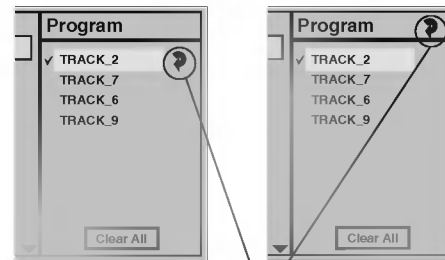 Program
✓ TRACK_2
TRACK_7
TRACK_6
TRACK_9
Clear All
Program
✓ TRACK_2
TRACK_7
TRACK_6
TRACK_9
Clear All